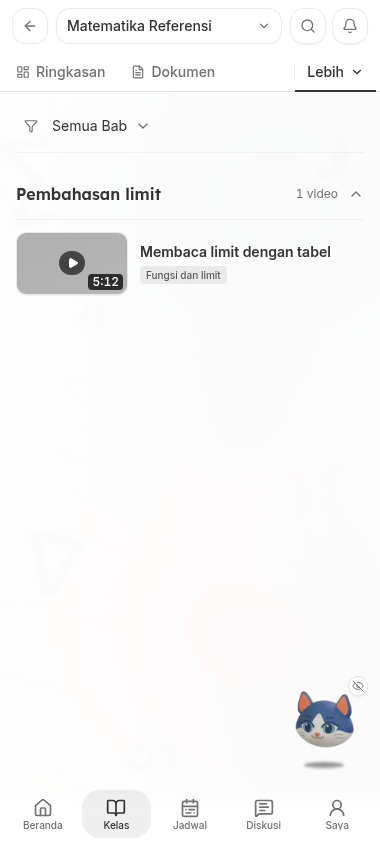 Matematika Referensi
Ringkasan
Dokumen
Lebih
Semua Bab
Pembahasan limit
1 video
Membaca limit dengan tabel
5:12
Fungsi dan limit
Beranda
Kelas
Jadwal
Diskusi
Saya